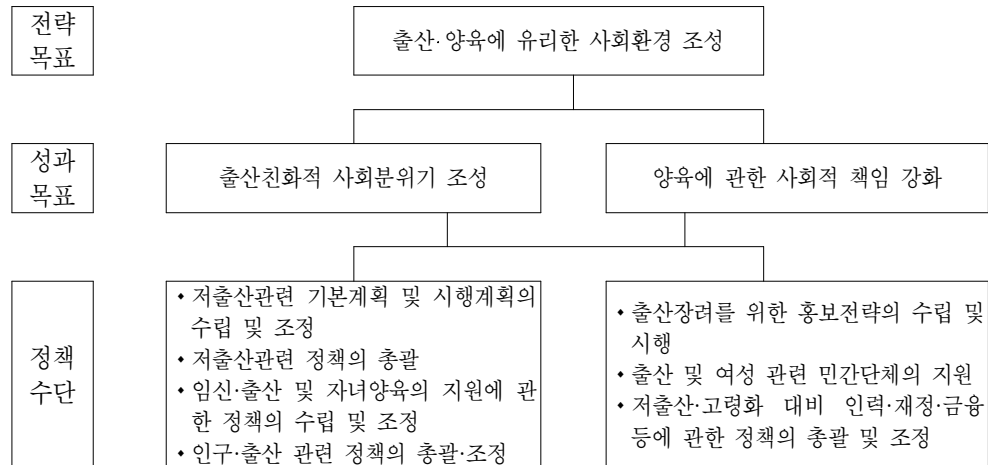 전략
목표
출산·양육에 유리한 사회환경 조성
성과
목표
출산친화적 사회분위기 조성
양육에 관한 사회적 책임 강화
정책
수단
◆ 저출산관련 기본계획 및 시행계획의
수립 및 조정
◆ 저출산관련 정책의 총괄
◆ 임신·출산 및 자녀양육의 지원에 관
한 정책의 수립 및 조정
◆ 인구·출산 관련 정책의 총괄·조정
◆ 출산장려를 위한 홍보전략의 수립 및
시행
◆ 출산 및 여성 관련 민간단체의 지원
◆ 저출산·고령화 대비 인력·재정·금융
등에 관한 정책의 총괄 및 조정